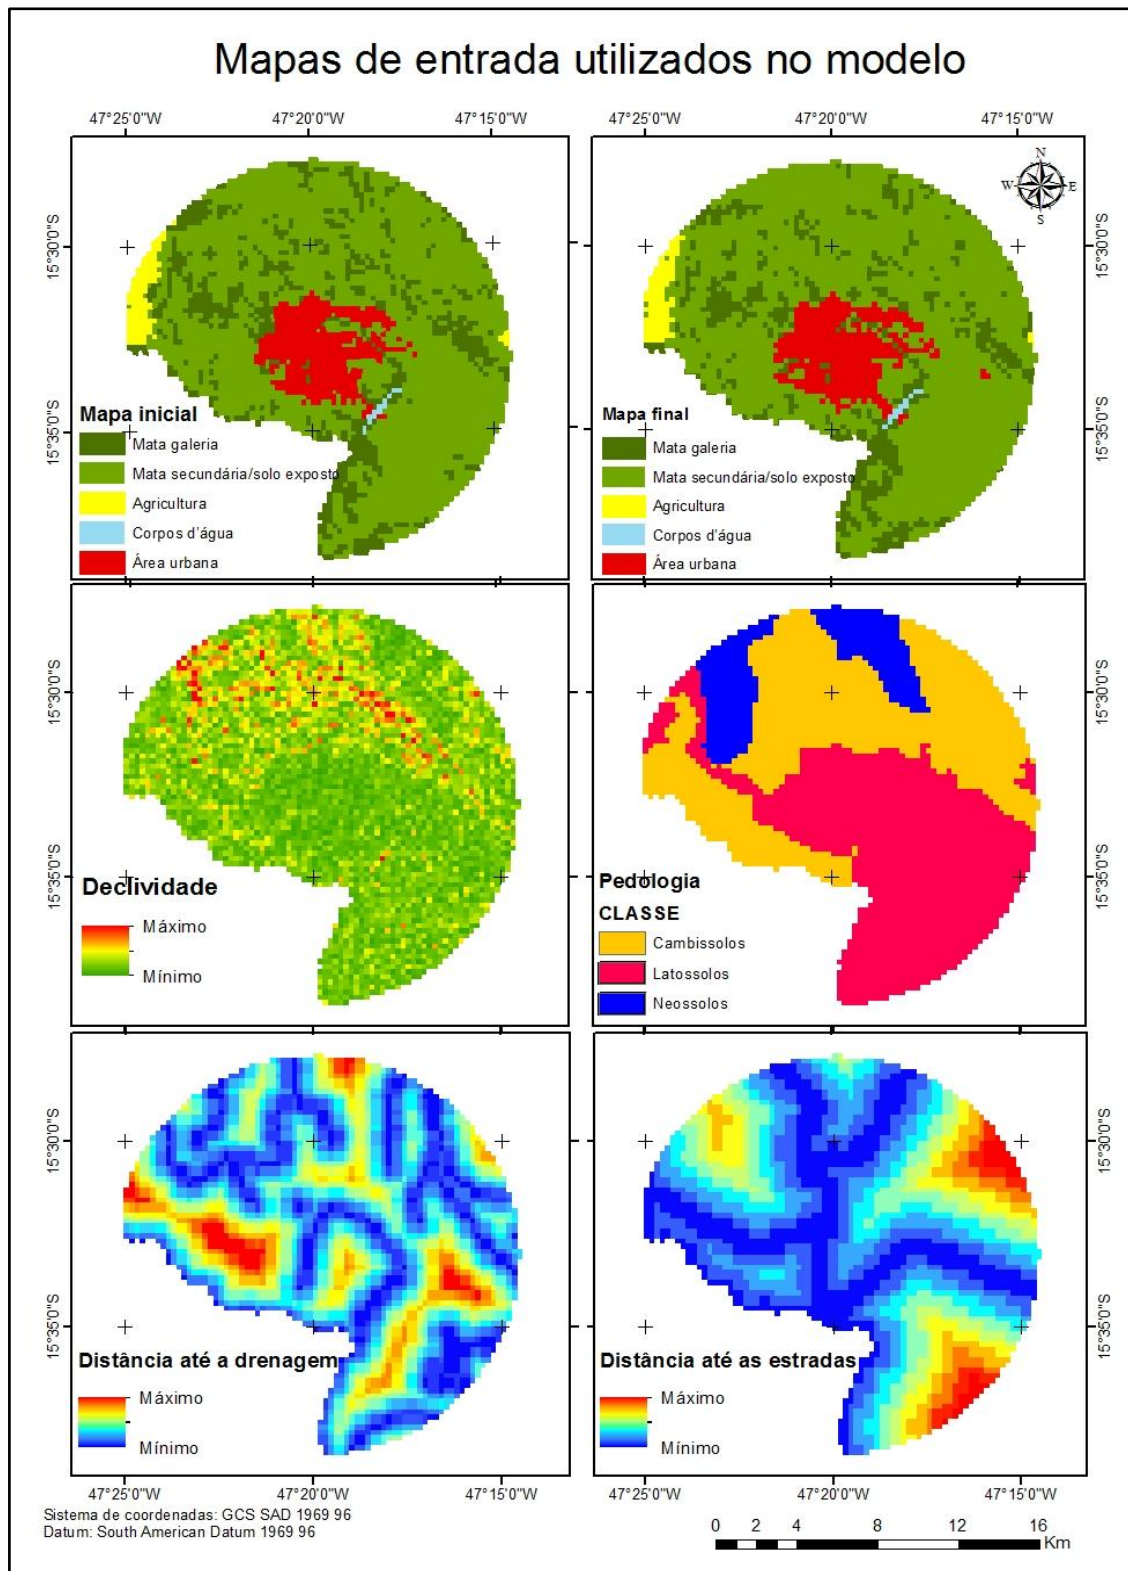 Mapas de entrada utilizados no modelo
47°25'0"W 47°20'0"W 47°15'0"W 47°25'0"W 47°20'0"W 47°15'0"W
N
W E
S
15°30'0"S
15°30'0"S
Mapa inicial
Mata galeria
Mata secundária/solo exposto
Agricultura
Corpos d'água
Área urbana
15°35'0"S
Mapa final
Mata galeria
Mata secundária/solo exposto
Agricultura
Corpos d'água
Área urbana
15°35'0"S
15°30'0"S
15°30'0"S
15°35'0"S
Declividade
Máximo
Mínimo
Pedologia
CLASSE
Cambissolos
Latossolos
Neossolos
15°35'0"S
15°30'0"S
15°30'0"S
15°35'0"S
Distância até a drenagem
Máximo
Mínimo
Distância até as estradas
Máximo
Mínimo
15°35'0"S
47°25'0"W 47°20'0"W 47°15'0"W 47°25'0"W 47°20'0"W 47°15'0"W
Sistema de coordenadas: GCS SAD 1969 96
Datum: South American Datum 1969 96
0 2 4 8 12 16
Km